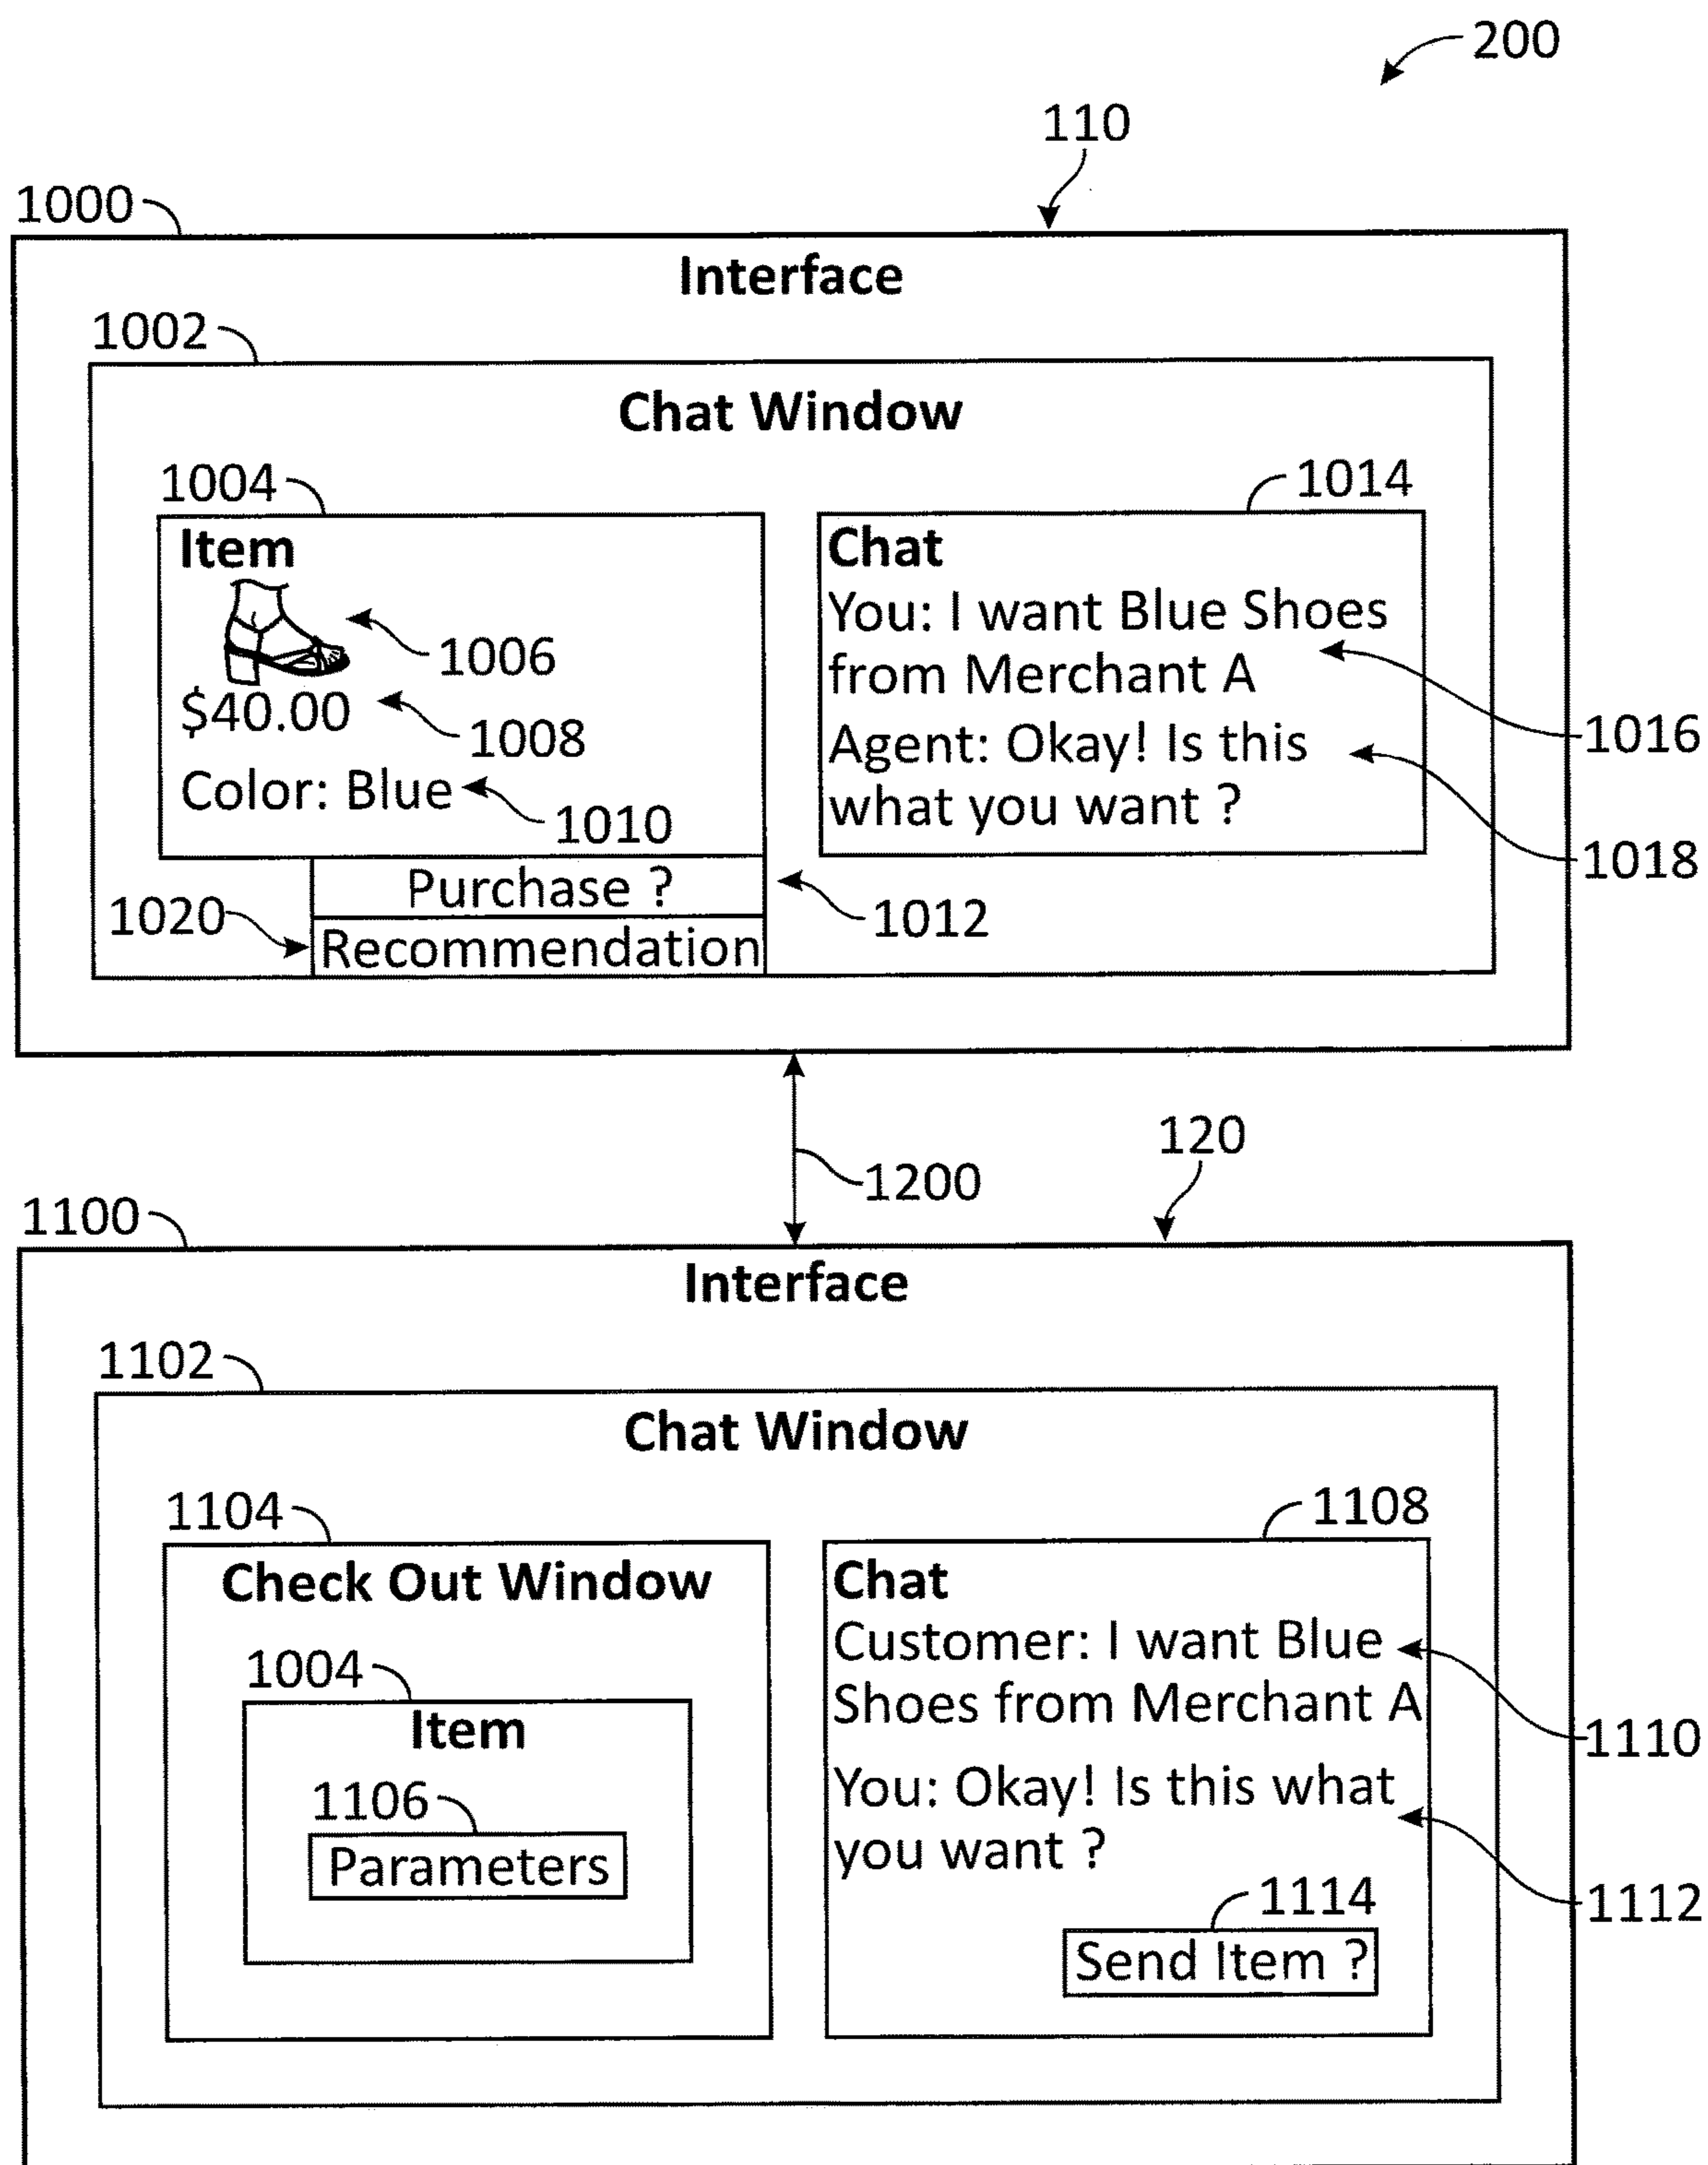 200
110
1000
Interface
1002
Chat Window
1004
1014
Item
1006
$40.00
1008
Color: Blue
1010
Purchase ?
1012
1020
Recommendation
Chat
You: I want Blue Shoes
from Merchant A
1016
Agent: Okay! Is this
what you want ?
1018
1200
120
1100
Interface
1102
Chat Window
1104
1108
Check Out Window
1004
Item
1106
Parameters
Chat
Customer: I want Blue
Shoes from Merchant A
1110
You: Okay! Is this what
you want ?
1112
1114
Send Item ?